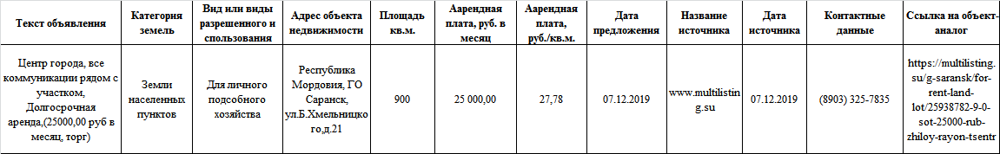 Текст объявления
Категория
земель
Вид или виды
разрешенного и
спользования
Адрес объекта
недвижимости
Площадь
кв.м.
Аарендная
плата, руб. в
месяц
Аарендная
плата,
руб./кв.м.
Дата
предложения
Название
источника
Дата
источника
Контактные
данные
Ссылка на объект-
аналог
Центр города, все
коммуникации рядом с
участком,
Долгосрочная
аренда,(25000,00 руб в
месяц, торг)
Земли
населенных
пунктов
Для личного
подсобного
хозяйства
Республика
Мордовия, ГО
Саранск,
ул.Б.Хмельницко
го,д.21
900
25 000,00
27,78
07.12.2019
www.multilistin
g.su
07.12.2019
(8903) 325-7835
https://multilisting.
su/g-saransk/for-
rent-land-
lot/25938782-9-0-
sot-25000-rub-
zhiloy-rayon-tsentr